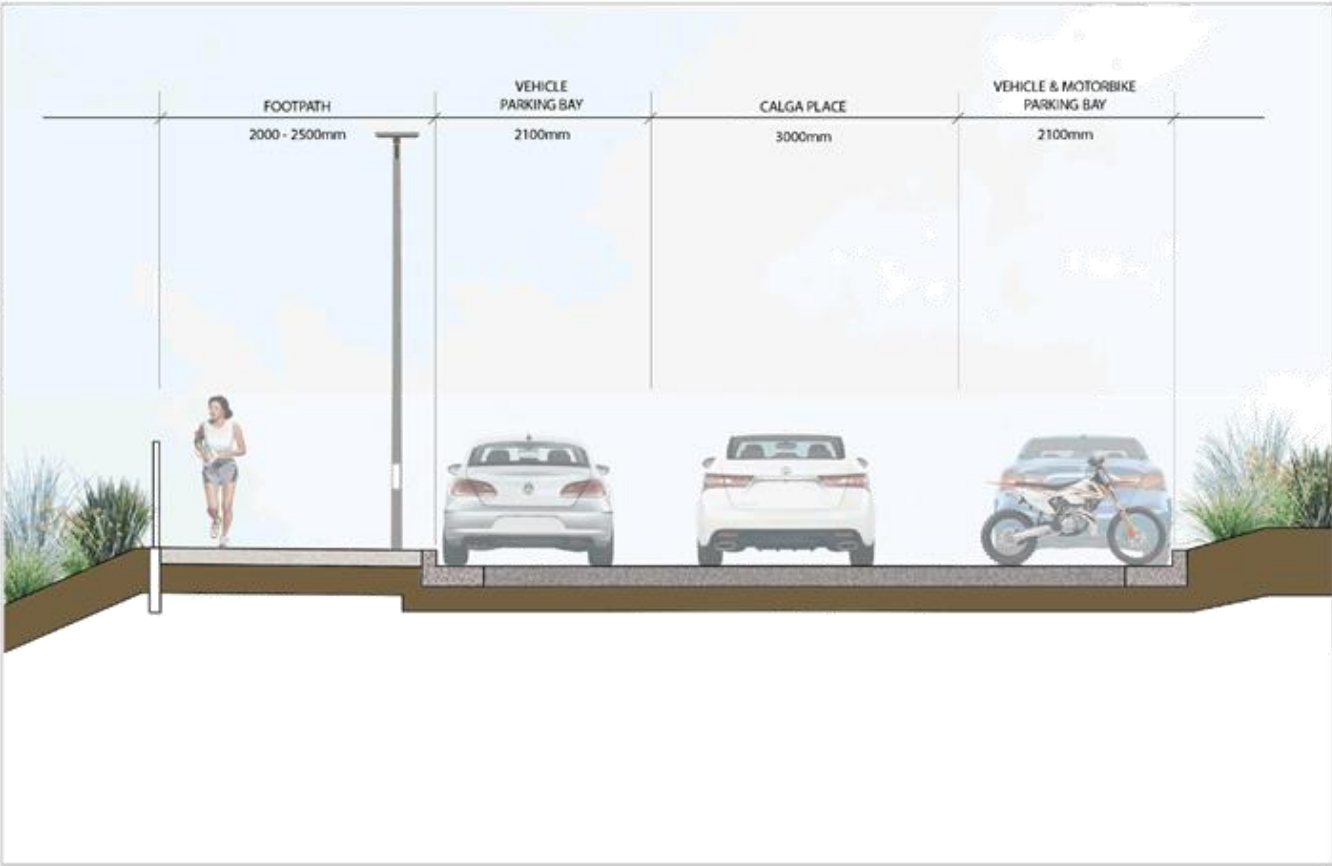 FOOTPATH
2000 - 2500mm
VEHICLE
PARKING BAY
2100mm
CALGA PLACE
3000mm
VEHICLE & MOTORBIKE
PARKING BAY
2100mm